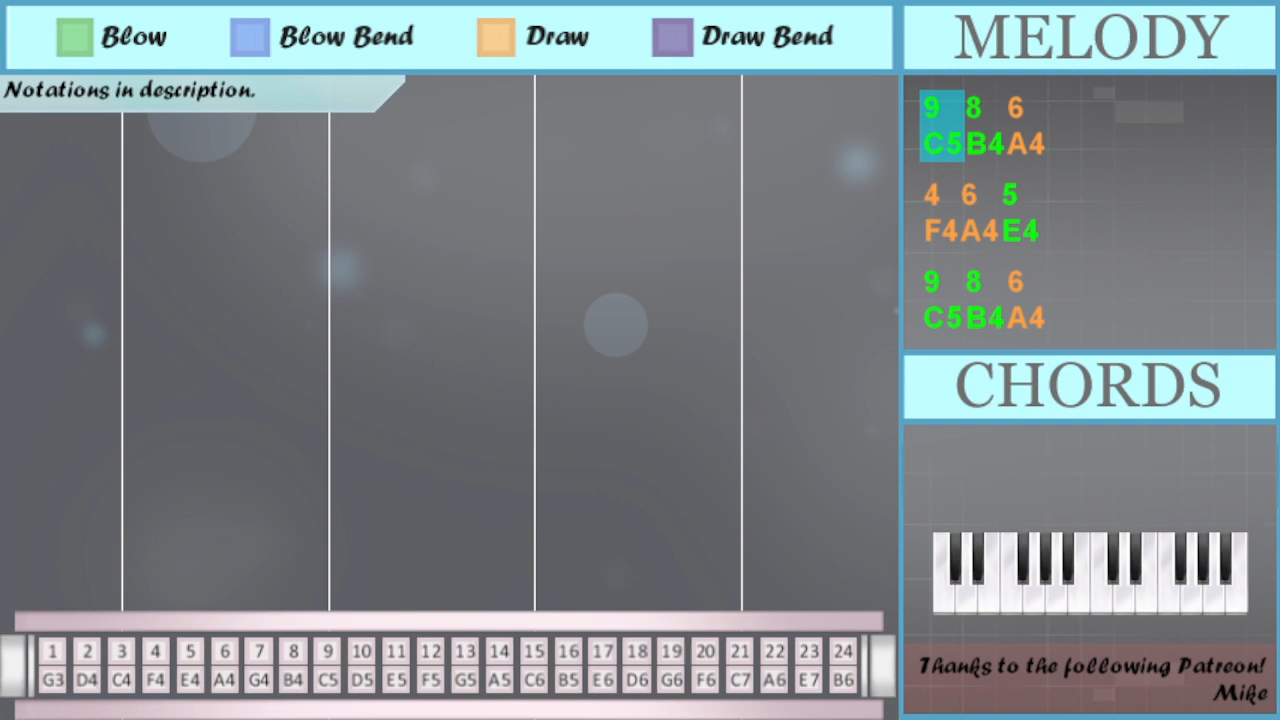 Blow Blow Bend Draw Draw Bend
Notations in description.
MELODY
9 8 6
C5 B4 A4
4 6 5
F4 A4 E4
9 8 6
C5 B4 A4
CHORDS
1 2 3 4 5 6 7 8 9 10 11 12 13 14 15 16 17 18 19 20 21 22 23 24
G3 D4 C4 F4 E4 A4 G4 B4 C5 D5 E5 F5 G5 A5 C6 B5 E6 D6 G6 F6 C7 A6 E7 B6
Thanks to the following Patreon!
Mike